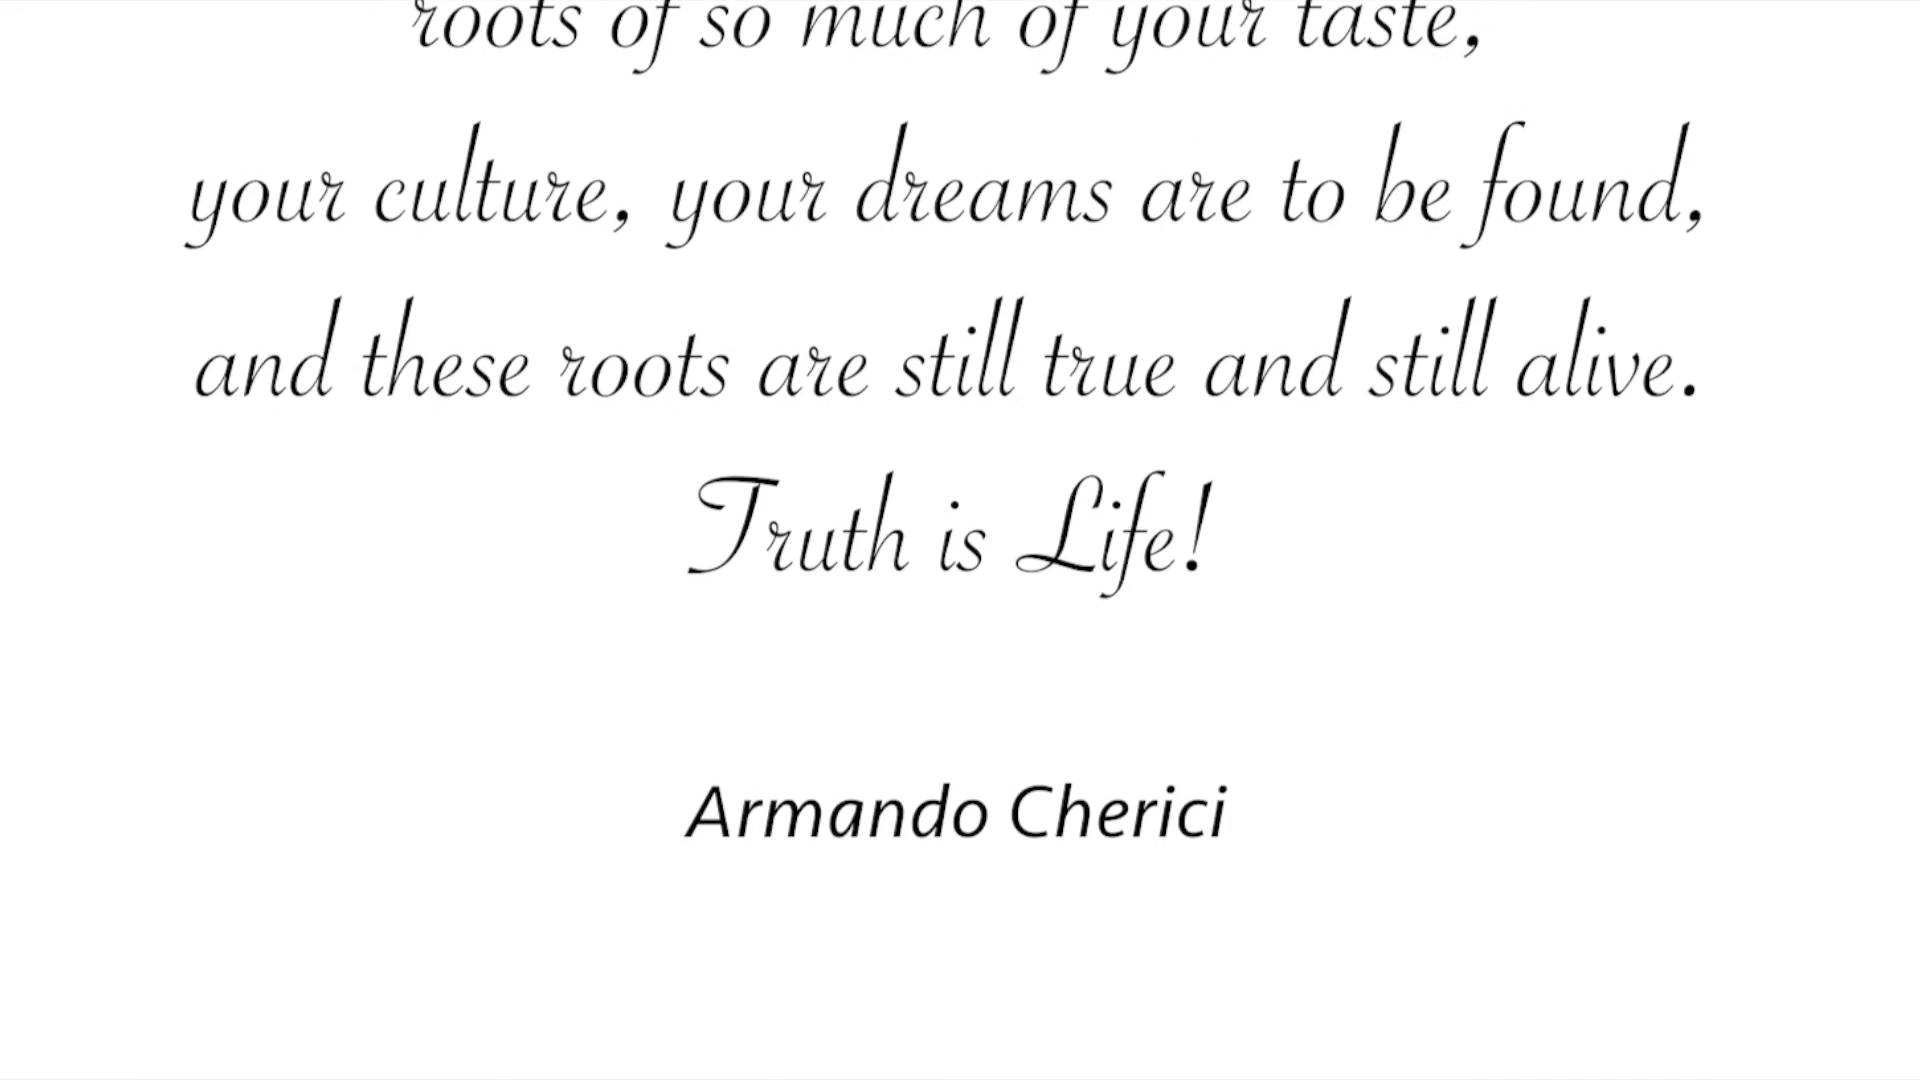 roots of so much of your taste,
your culture, your dreams are to be found,
and these roots are still true and still alive.
Truth is Life!
Armando Cherici